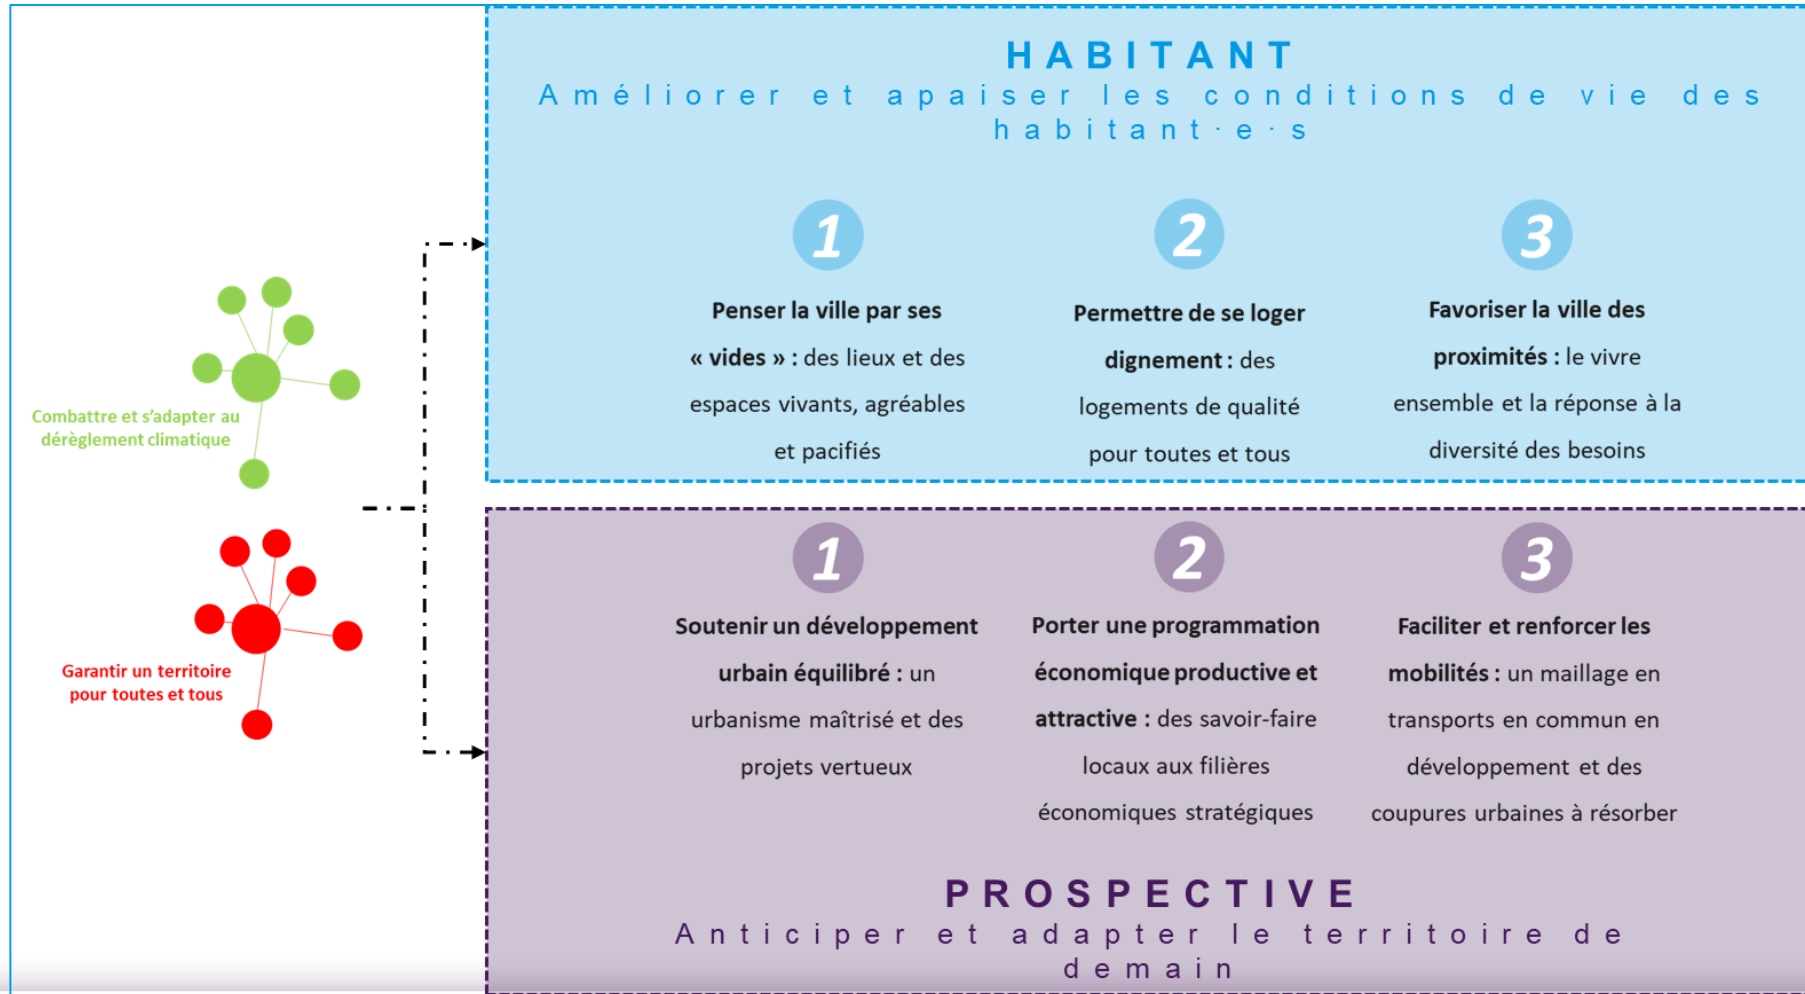 HABITANT
Améliorer et apaiser les conditions de vie des
habitant·e·s
1
Penser la ville par ses
« vides » : des lieux et des
espaces vivants, agréables
et pacifiés
2
Permettre de se loger
dignement : des
logements de qualité
pour toutes et tous
3
Favoriser la ville des
proximités : le vivre
ensemble et la réponse à la
diversité des besoins
Combattre et s’adapter au
dérèglement climatique
Garantir un territoire
pour toutes et tous
1
Soutenir un développement
urbain équilibré : un
urbanisme maîtrisé et des
projets vertueux
2
Porter une programmation
économique productive et
attractive : des savoir-faire
locaux aux filières
économiques stratégiques
3
Faciliter et renforcer les
mobilités : un maillage en
transports en commun en
développement et des
coupures urbaines à résorber
PROSPECTIVE
Anticiper et adapter le territoire de
demain